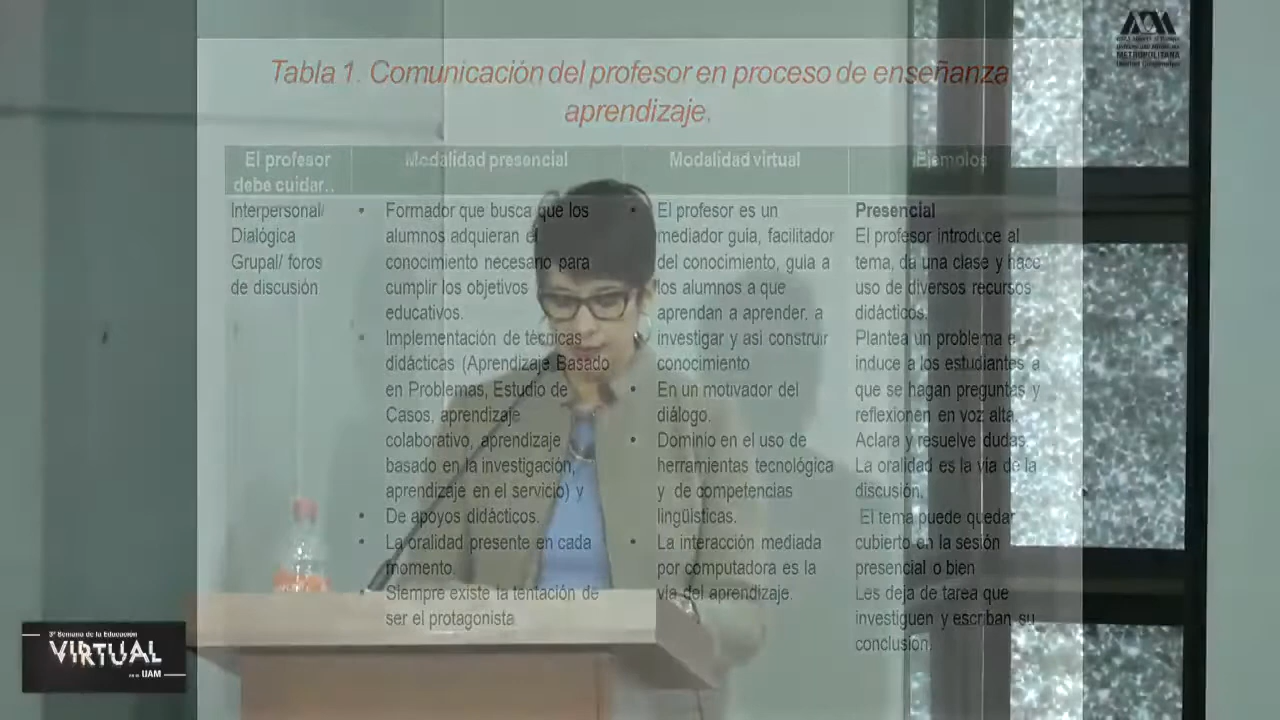 Tabla 1. Comunicación del profesor en proceso de enseñanza
aprendizaje.
El profesor
debe cuidar..
Modalidad presencial
Modalidad virtual
Ejemplos
Interpersonal/
Dialógica
Grupal/ foros
de discusión
• Formador que busca que los
alumnos adquieran el
conocimiento necesario para
cumplir los objetivos
educativos.
• Implementación de técnicas
didácticas (Aprendizaje Basado
en Problemas, Estudio de
Casos, aprendizaje
colaborativo, aprendizaje
basado en la investigación,
aprendizaje en el servicio) y
• De apoyos didácticos.
• La oralidad presente en cada
momento.
• Siempre existe la tentación de
ser el protagonista
• El profesor es un
mediador guía, facilitador
del conocimiento, guía a
los alumnos a que
aprendan a aprender, a
investigar y así construir
conocimiento
• En un motivador del
diálogo.
• Dominio en el uso de
herramientas tecnológica
y de competencias
lingüísticas.
• La interacción mediada
por computadora es la
vía del aprendizaje.
Presencial
El profesor introduce al
tema, da una clase y hace
uso de diversos recursos
didácticos.
Plantea un problema e
induce a los estudiantes a
que se hagan preguntas y
reflexionen en voz alta.
Aclara y resuelve dudas
La oralidad es la vía de la
discusión.
El tema puede quedar
cubierto en la sesión
presencial o bien
Les deja de tarea que
investiguen y escriban su
conclusión.
METROPOLITANA
3ª Semana de la Educación
VIRTUAL
en la UAM